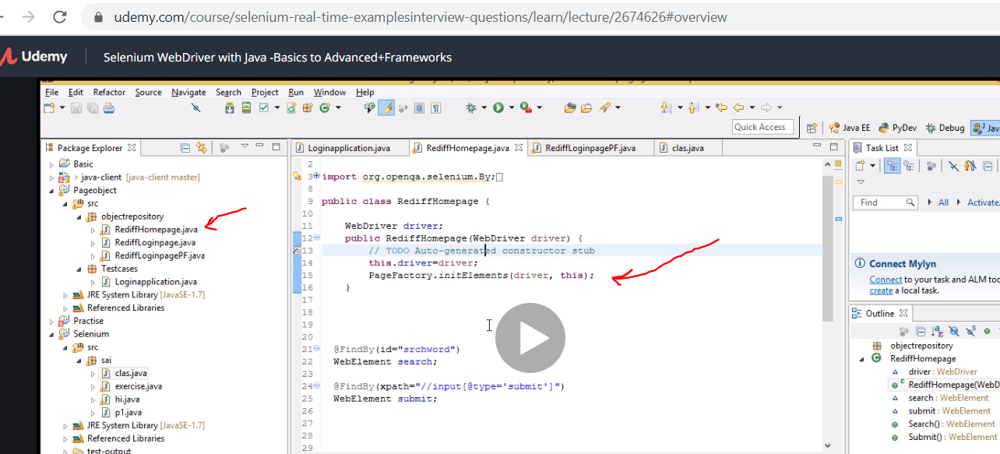 udemy.com/course/selenium-real-time-examplesinterview-questions/learn/lecture/2674626#overview
Udemy
Selenium WebDriver with Java -Basics to Advanced+Frameworks
File Edit Refactor Source Navigate Search Project Run Window Help
Quick Access
Java EE
PyDev
Debug
Jav
Package Explorer
Basic
> java-client [java-client master]
Pageobject
src
objectrepository
RediffHomepage.java
RediffLoginpage.java
RediffLoginpagePF.java
Testcases
Loginapplication.java
JRE System Library [JavaSE-1.7]
Referenced Libraries
Practise
Selenium
src
sai
clas.java
exercise.java
hi.java
p1.java
JRE System Library [JavaSE-1.7]
Referenced Libraries
test-output
Loginapplication.java
RediffHomepage.java
RediffLoginpagePF.java
clas.java
2
3 import org.openqa.selenium.By;
8
9 public class RediffHomepage {
10
11 WebDriver driver;
12 public RediffHomepage(WebDriver driver) {
13 // TODO Auto-generated constructor stub
14 this.driver=driver;
15 PageFactory.initElements(driver, this);
16 }
17
18
19
20
21 @FindBy(id="srchword")
22 WebElement search;
23
24 @FindBy(xpath="//input[@type='submit']")
25 WebElement submit;
26
27
28
29
Task List
Find
All
Activate.
Connect Mylyn
Connect to your task and ALM too
create a local task.
Outline
objectrepository
RediffHomepage
driver : WebDriver
RediffHomepage(WebD
search : WebElement
submit : WebElement
Search() : WebElement
Submit() : WebElement